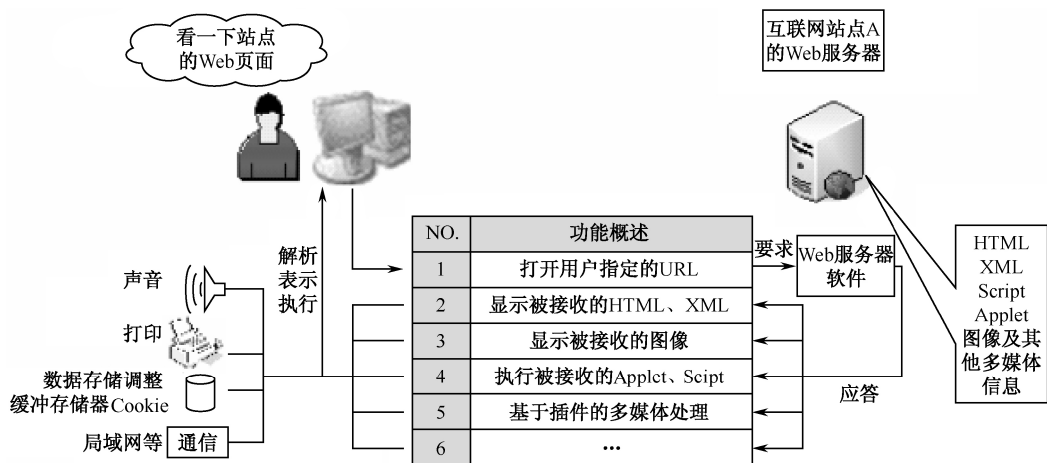 看一下站点
的Web页面
互联网站点A
的Web服务器
解析
表示
执行
声音
打印
数据存储调整
缓冲存储器Cookie
局域网等
通信
NO. 功能概述
1 打开用户指定的URL
2 显示被接收的HTML、XML
3 显示被接收的图像
4 执行被接收的Applct、Scipt
5 基于插件的多媒体处理
6 …
要求
Web服务器
软件
应答
HTML
XML
Script
Applet
图像及其
他多媒体
信息